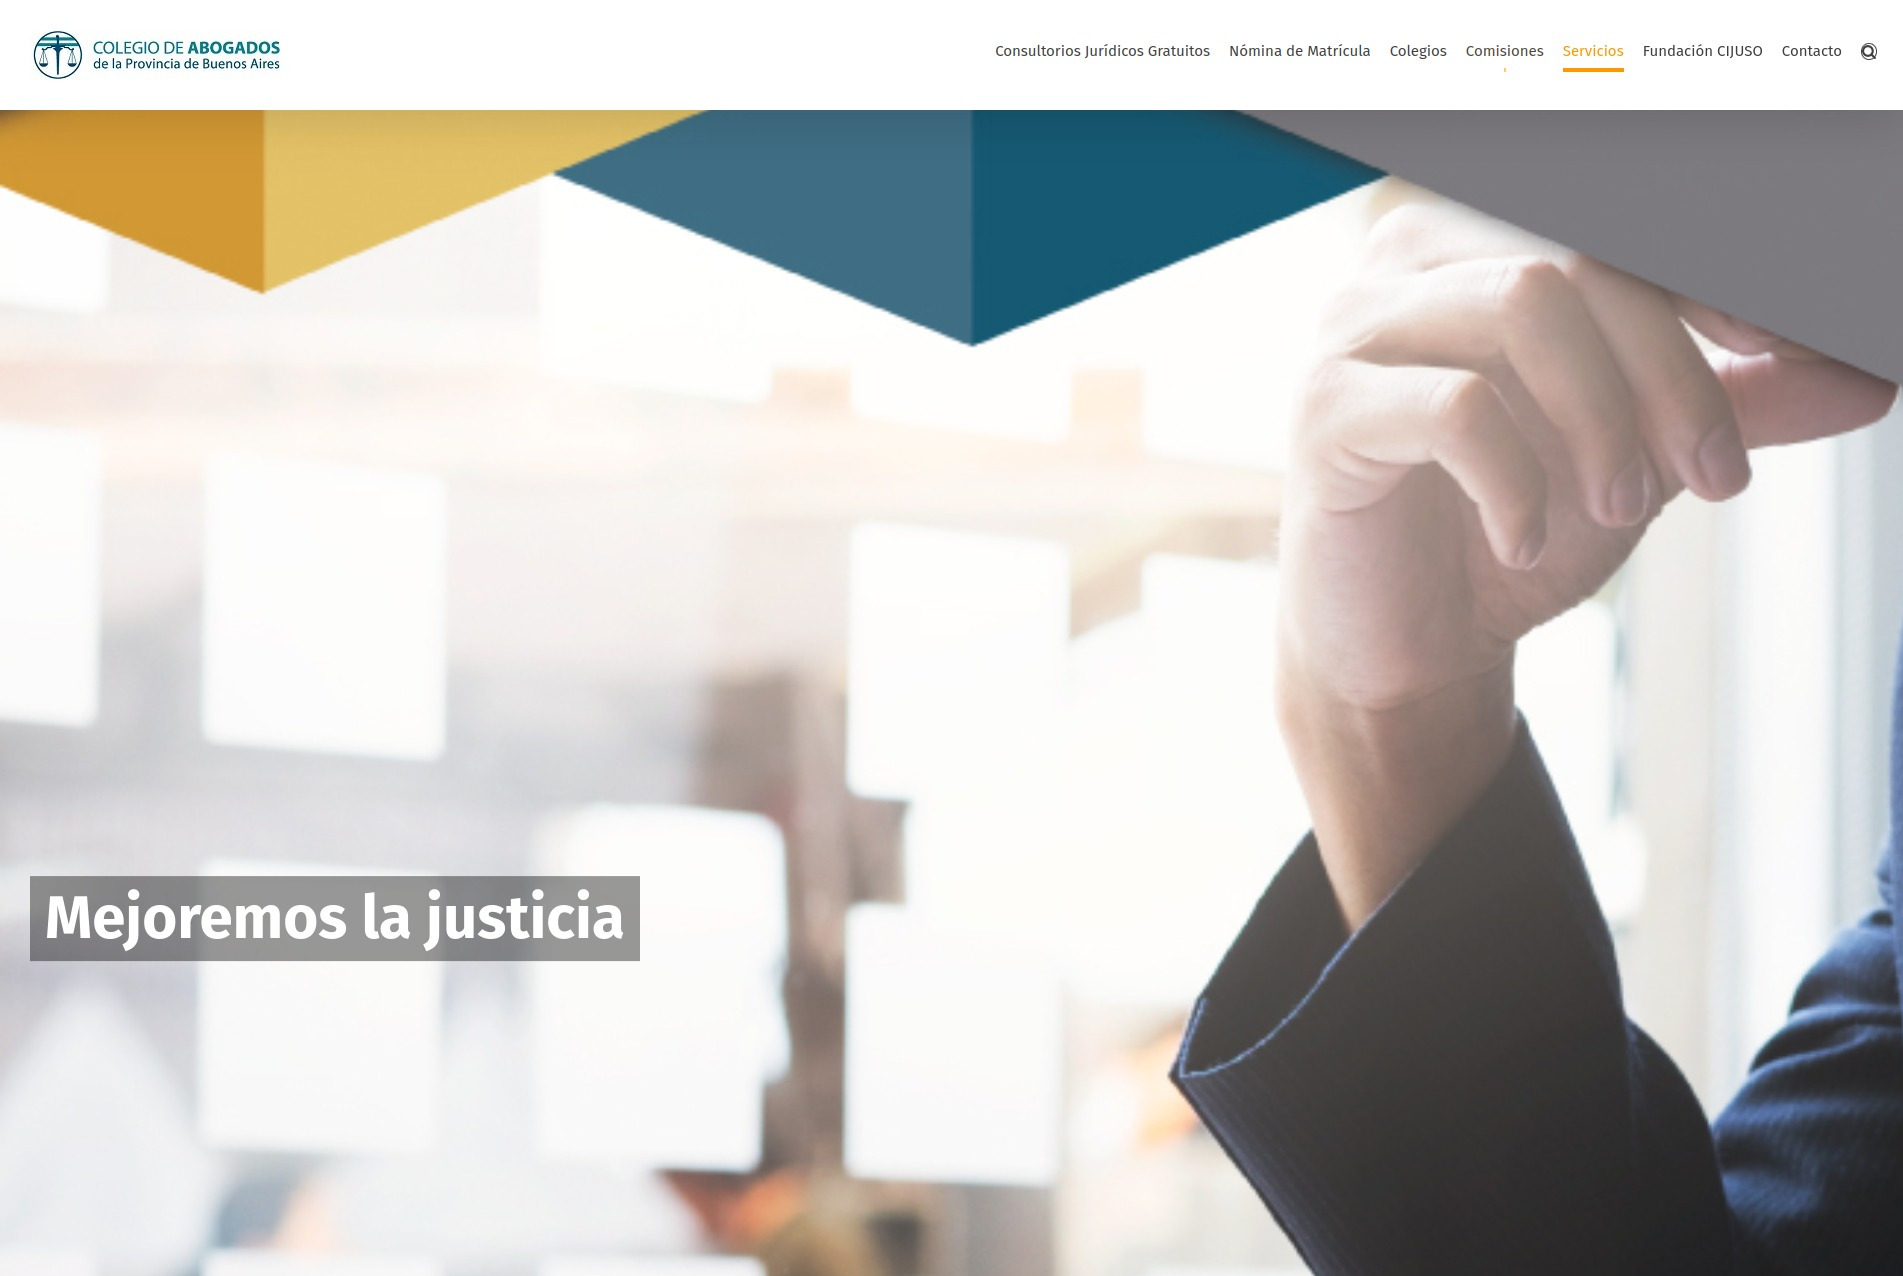 COLEGIO DE ABOGADOS
de la Provincia de Buenos Aires
Consultorios Jurídicos Gratuitos Nómina de Matrícula Colegios Comisiones Servicios Fundación CIJUSO Contacto
Mejoremos la justicia